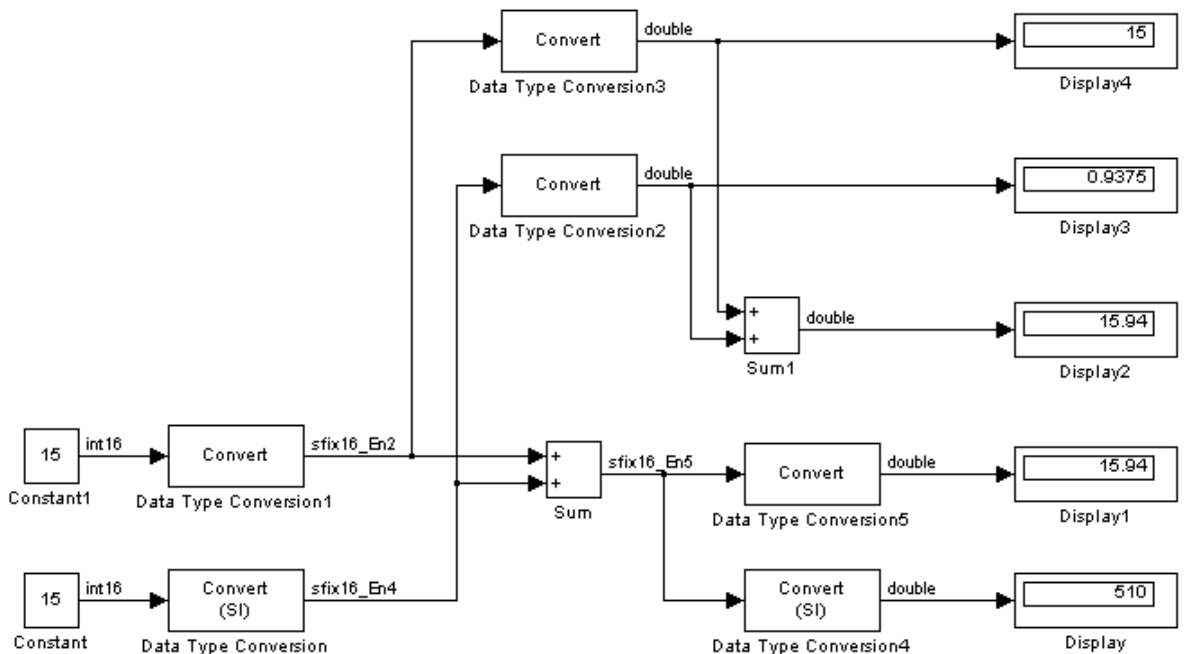 Convert
double
15
Data Type Conversion3
Display4
Convert
double
0.9375
Data Type Conversion2
Display3
+
+
double
15.94
Sum1
Display2
15
int16
Convert
sfix16_En2
+
+
sfix16_En5
Convert
double
15.94
Constant1
Data Type Conversion1
Sum
Data Type Conversion5
Display1
15
int16
Convert
(SI)
sfix16_En4
Convert
(SI)
double
510
Constant
Data Type Conversion
Data Type Conversion4
Display